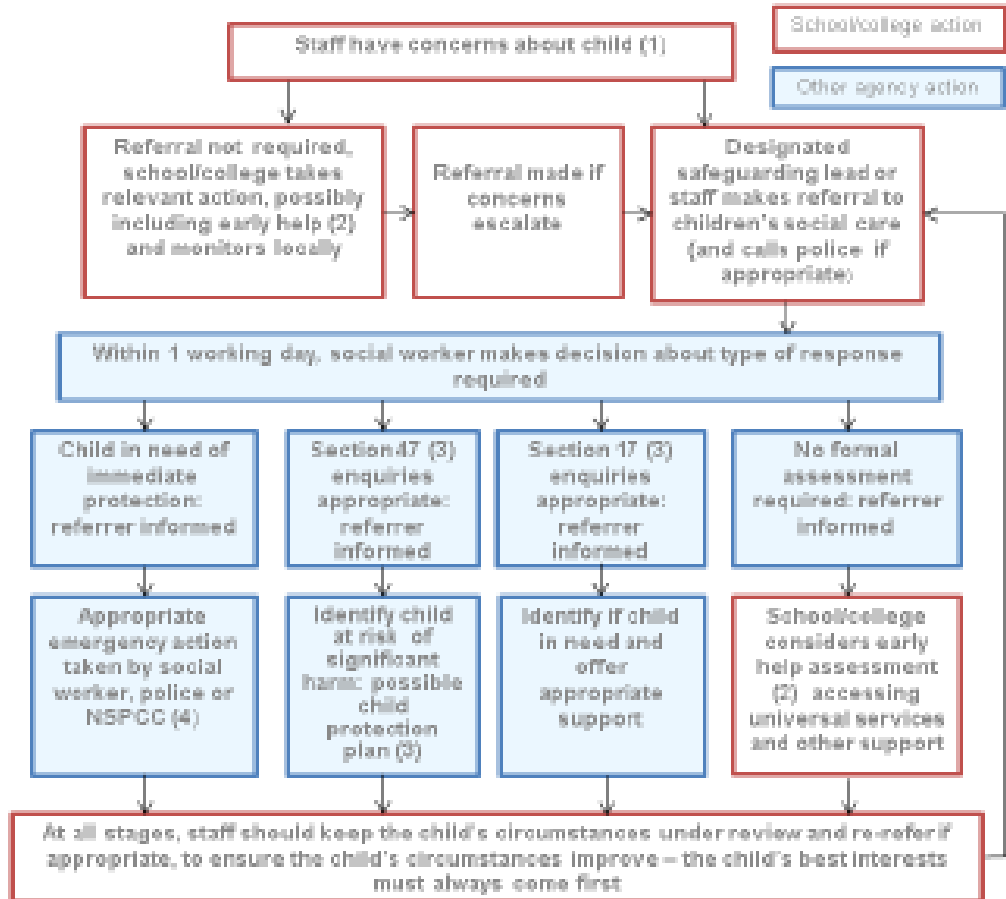 School/college action
Staff have concerns about child (1)
Other agency action
Referral not required,
school/college takes
relevant action, possibly
including early help (2)
and monitors locally
Referral made if
concerns
escalate
Designated
safeguarding lead or
staff makes referral to
children's social care
(and calls police if
appropriate)
Within 1 working day, social worker makes decision about type of response
required
Child in need of
immediate
protection:
referrer informed
Section 47 (3)
enquiries
appropriate:
referrer
informed
Section 17 (3)
enquiries
appropriate:
referrer
informed
No formal
assessment
required: referrer
informed
Appropriate
emergency action
taken by social
worker, police or
NSPCC (4)
Identify child
at risk of
significant
harm: possible
child
protection
plan (3)
Identify if child
in need and
offer
appropriate
support
School/college
considers early
help assessment
(2) accessing
universal services
and other support
At all stages, staff should keep the child's circumstances under review and re-refer if
appropriate, to ensure the child's circumstances improve – the child's best interests
must always come first